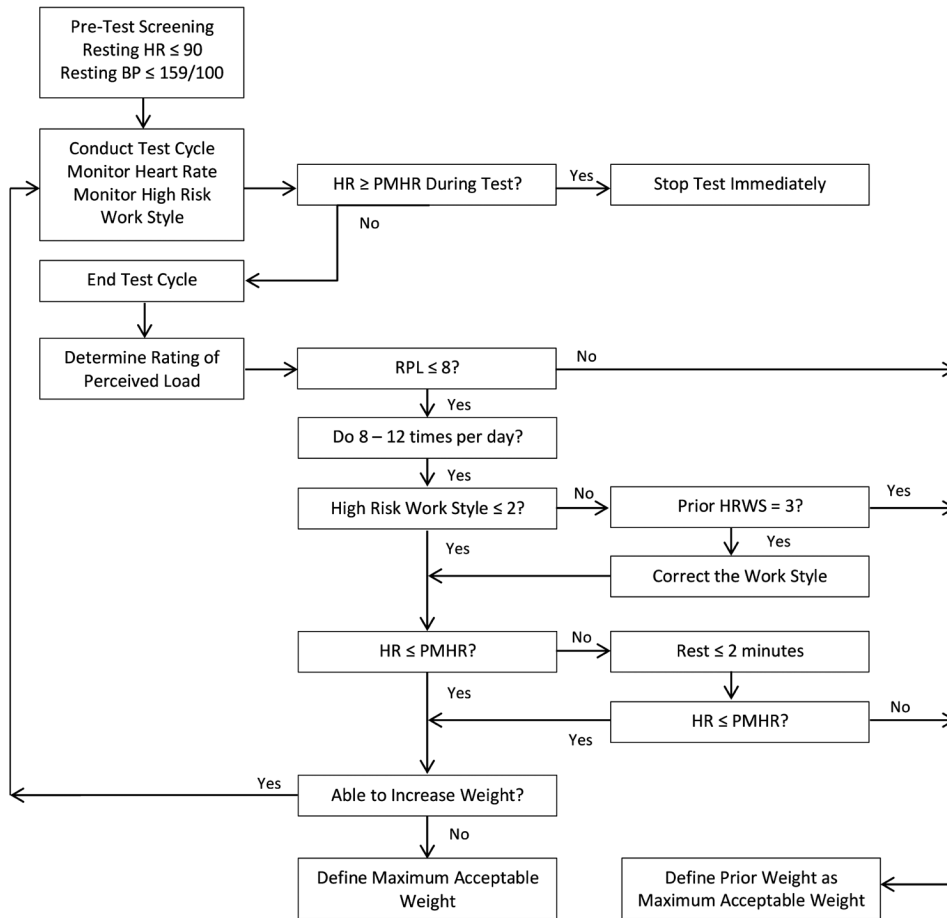 Pre-Test Screening
Resting HR ≤ 90
Resting BP ≤ 159/100
Conduct Test Cycle
Monitor Heart Rate
Monitor High Risk
Work Style
HR ≥ PMHR During Test?
Yes
Stop Test Immediately
No
End Test Cycle
Determine Rating of
Perceived Load
RPL ≤ 8?
No
Yes
Do 8 – 12 times per day?
Yes
High Risk Work Style ≤ 2?
No
Prior HRWS = 3?
Yes
Yes
Yes
Correct the Work Style
HR ≤ PMHR?
No
Rest ≤ 2 minutes
Yes
HR ≤ PMHR?
No
Yes
Yes
Able to Increase Weight?
No
Define Maximum Acceptable
Weight
Define Prior Weight as
Maximum Acceptable Weight